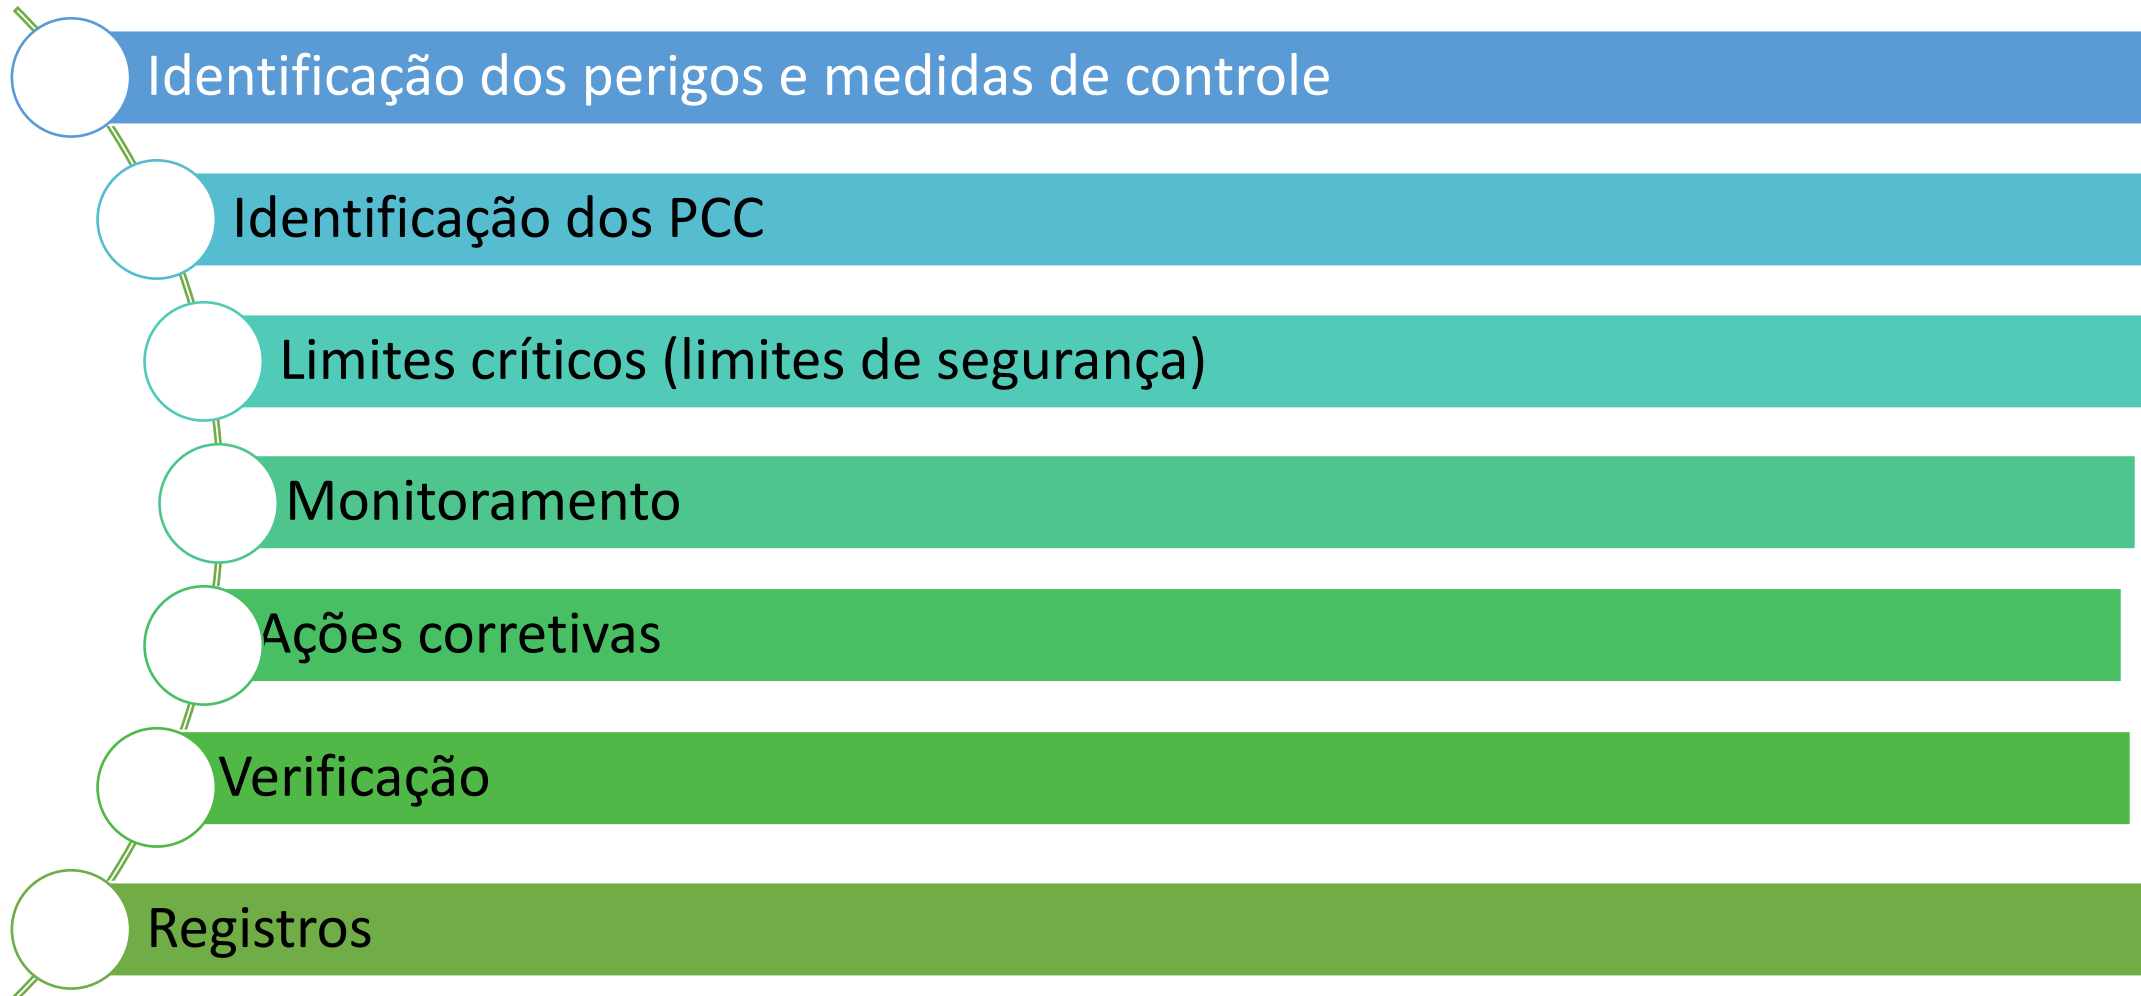 Identificação dos perigos e medidas de controle
Identificação dos PCC
Limites críticos (limites de segurança)
Monitoramento
Ações corretivas
Verificação
Registros